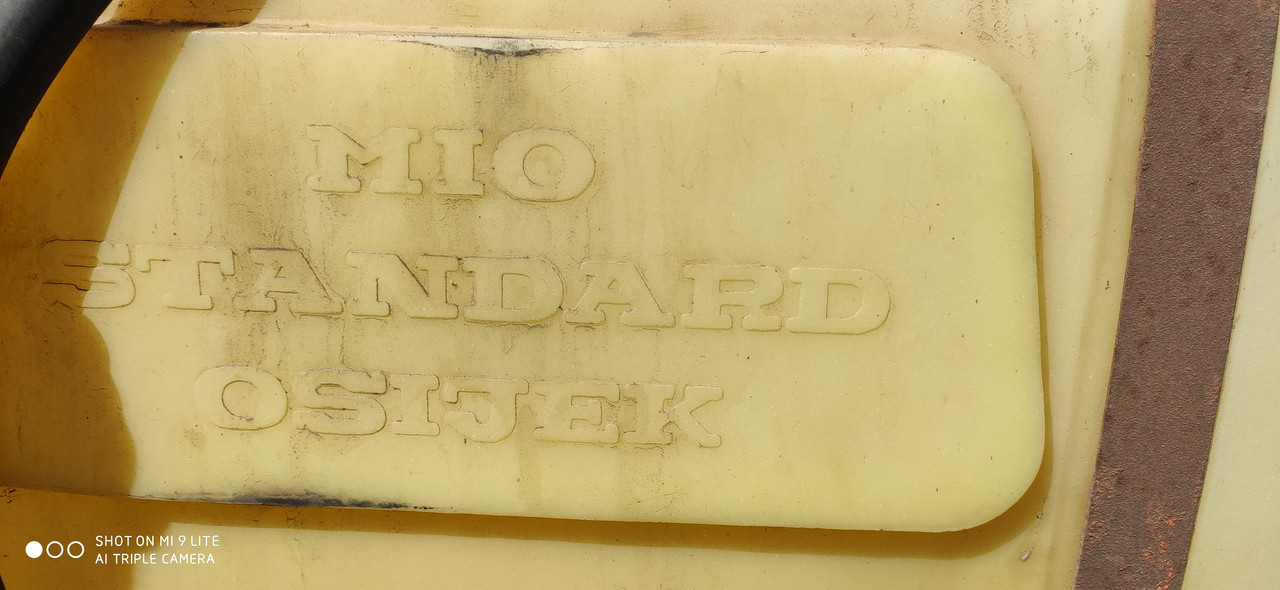 MIO
STANDARD
OSIJEK
SHOT ON MI 9 LITE
AI TRIPLE CAMERA